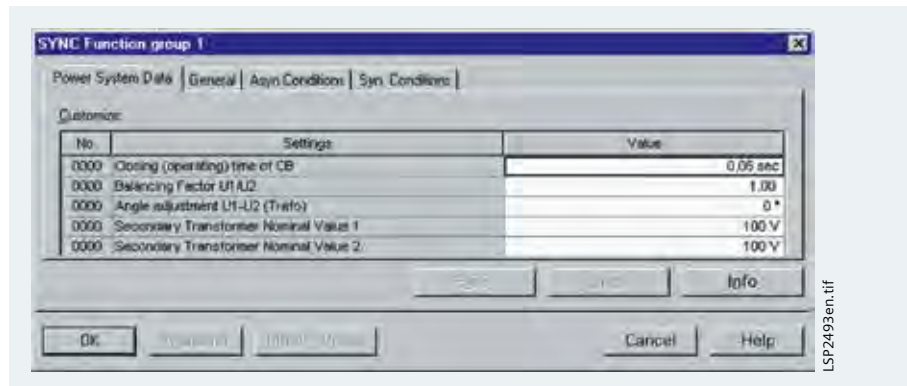 SYNC Function group 1
Power System Data General Asyn Conditions Syn. Conditions
Customize:
No. Settings Value
0000 Closing (operating) time of CB 0,05 sec
0000 Balancing Factor U1/U2 1.00
0000 Angle adjustment U1-U2 (Trafo) 0 °
0000 Secondary Transformer Nominal Value 1 100 V
0000 Secondary Transformer Nominal Value 2 100 V
Info
OK Cancel Help
LSP2493en.tif